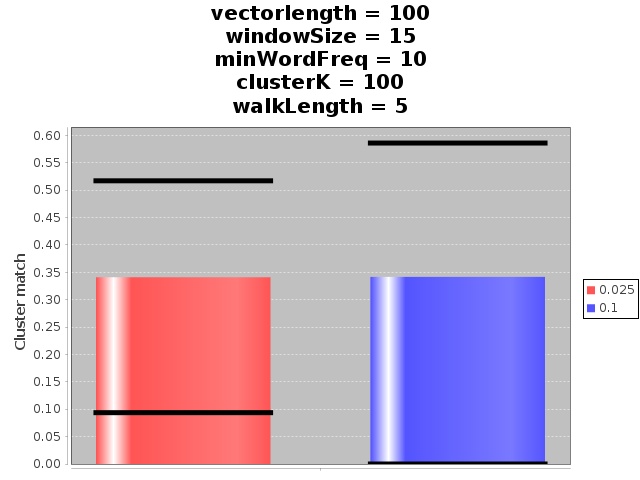 vectorlength = 100
windowSize = 15
minWordFreq = 10
clusterK = 100
walkLength = 5
0.60
0.55
0.50
0.45
0.40
0.35
0.30
0.25
0.20
0.15
0.10
0.05
0.00
Cluster match
0.025
0.1